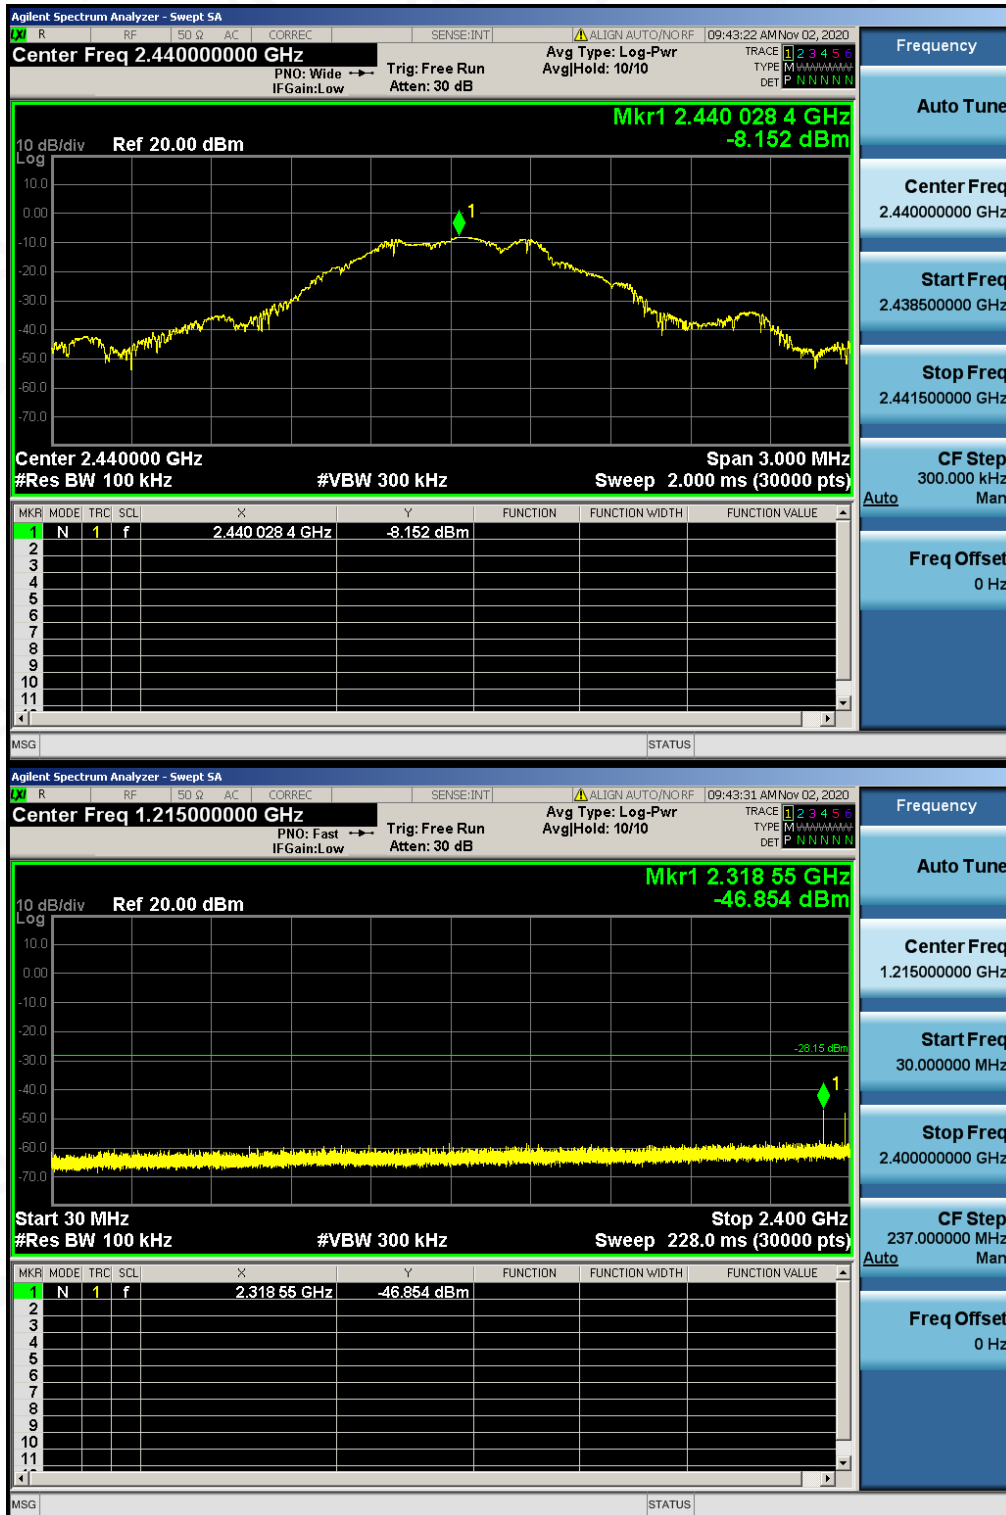 Agilent Spectrum Analyzer - Swept SA
LXI R RF 50 Ω AC CORREC SENSE:INT ALIGN AUTO/NO RF 09:43:22 AM Nov 02, 2020
Center Freq 2.440000000 GHz
PNO: Wide
IFGain:Low
Trig: Free Run
Atten: 30 dB
Avg Type: Log-Pwr
Avg|Hold: 10/10
TRACE 1 2 3 4 5 6
TYPE M WWWWW
DET P N N N N N
Mkr1 2.440 028 4 GHz
-8.152 dBm
10 dB/div Ref 20.00 dBm
Log
10.0
0.00
-10.0
-20.0
-30.0
-40.0
-50.0
-60.0
-70.0
1
Center 2.440000 GHz Span 3.000 MHz
#Res BW 100 kHz #VBW 300 kHz Sweep 2.000 ms (30000 pts)
MKR MODE TRC SCL X Y FUNCTION FUNCTION WIDTH FUNCTION VALUE
1 N 1 f 2.440 028 4 GHz -8.152 dBm
2
3
4
5
6
7
8
9
10
11
MSG STATUS
Frequency
Auto Tune
Center Freq
2.440000000 GHz
Start Freq
2.438500000 GHz
Stop Freq
2.441500000 GHz
CF Step
300.000 kHz
Auto Man
Freq Offset
0 Hz
Agilent Spectrum Analyzer - Swept SA
LXI R RF 50 Ω AC CORREC SENSE:INT ALIGN AUTO/NO RF 09:43:31 AM Nov 02, 2020
Center Freq 1.215000000 GHz
PNO: Fast
IFGain:Low
Trig: Free Run
Atten: 30 dB
Avg Type: Log-Pwr
Avg|Hold: 10/10
TRACE 1 2 3 4 5 6
TYPE M WWWWW
DET P N N N N N
Mkr1 2.318 55 GHz
-46.854 dBm
10 dB/div Ref 20.00 dBm
Log
10.0
0.00
-10.0
-20.0
-30.0
-40.0
-50.0
-60.0
-70.0
-28.15 dBm
1
Start 30 MHz Stop 2.400 GHz
#Res BW 100 kHz #VBW 300 kHz Sweep 228.0 ms (30000 pts)
MKR MODE TRC SCL X Y FUNCTION FUNCTION WIDTH FUNCTION VALUE
1 N 1 f 2.318 55 GHz -46.854 dBm
2
3
4
5
6
7
8
9
10
11
MSG STATUS
Frequency
Auto Tune
Center Freq
1.215000000 GHz
Start Freq
30.000000 MHz
Stop Freq
2.400000000 GHz
CF Step
237.000000 MHz
Auto Man
Freq Offset
0 Hz